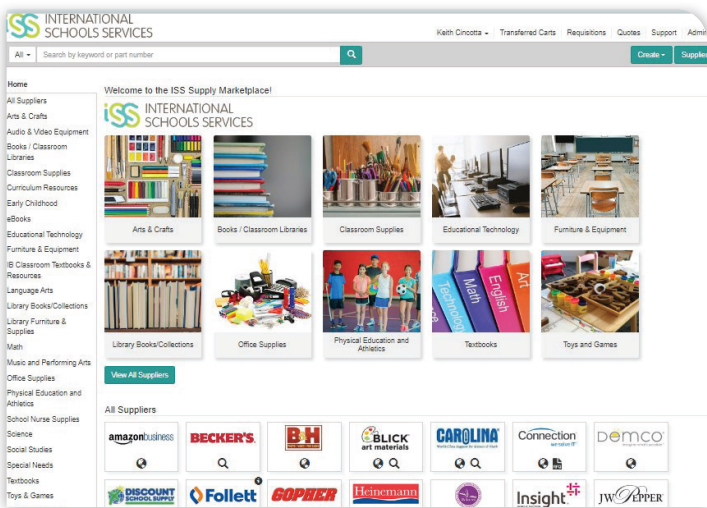 iSS INTERNATIONAL
SCHOOLS SERVICES
Keith Cincotta Transferred Carts Requisitions Quotes Support Admin
All Search by keyword or part number
Create Supplier
Home
All Suppliers
Arts & Crafts
Audio & Video Equipment
Books / Classroom
Libraries
Classroom Supplies
Curriculum Resources
Early Childhood
eBooks
Educational Technology
Furniture & Equipment
IB Classroom Textbooks &
Resources
Language Arts
Library Books/Collections
Library Furniture &
Supplies
Math
Music and Performing Arts
Office Supplies
Physical Education and
Athletics
School Nurse Supplies
Science
Social Studies
Special Needs
Textbooks
Toys & Games
Welcome to the ISS Supply Marketplace!
iSS INTERNATIONAL
SCHOOLS SERVICES
Arts & Crafts
Books / Classroom Libraries
Classroom Supplies
Educational Technology
Furniture & Equipment
Technology
Math
English
Art
Library Books/Collections
Office Supplies
Physical Education and
Athletics
Textbooks
Toys and Games
View All Suppliers
All Suppliers
amazonbusiness
BECKER'S
B&H
BLICK
art materials
CAROLINA
Connection
we solve IT
DEMCO
DISCOUNT
SCHOOL SUPPLY
Follett
GOPHER
Heinemann
Insight
JW PEPPER